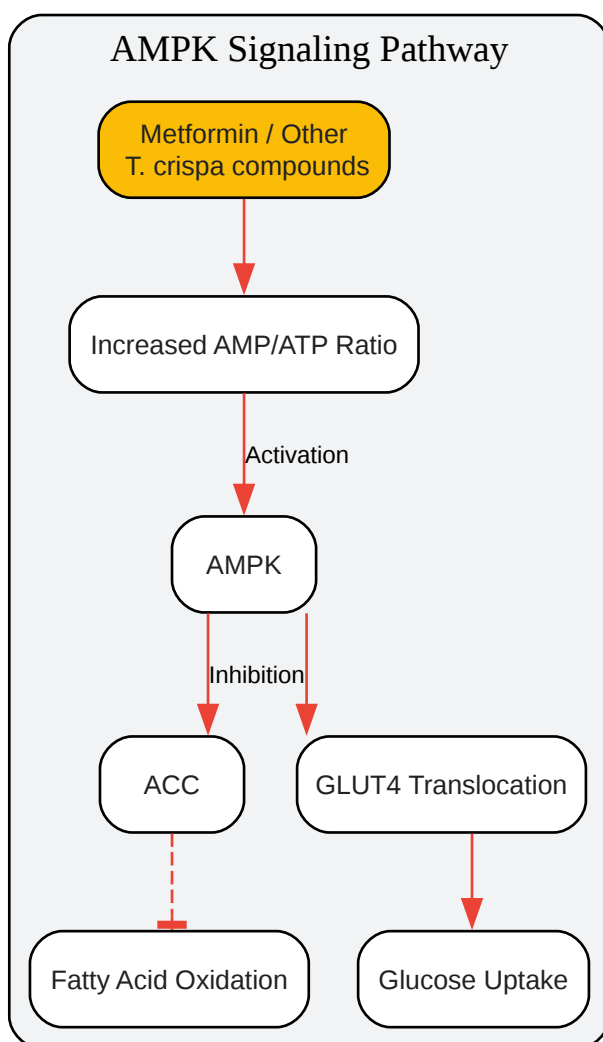 AMPK Signaling Pathway
Metformin / Other
T. crispa compounds
Increased AMP/ATP Ratio
Activation
AMPK
Inhibition
ACC
GLUT4 Translocation
Fatty Acid Oxidation
Glucose Uptake